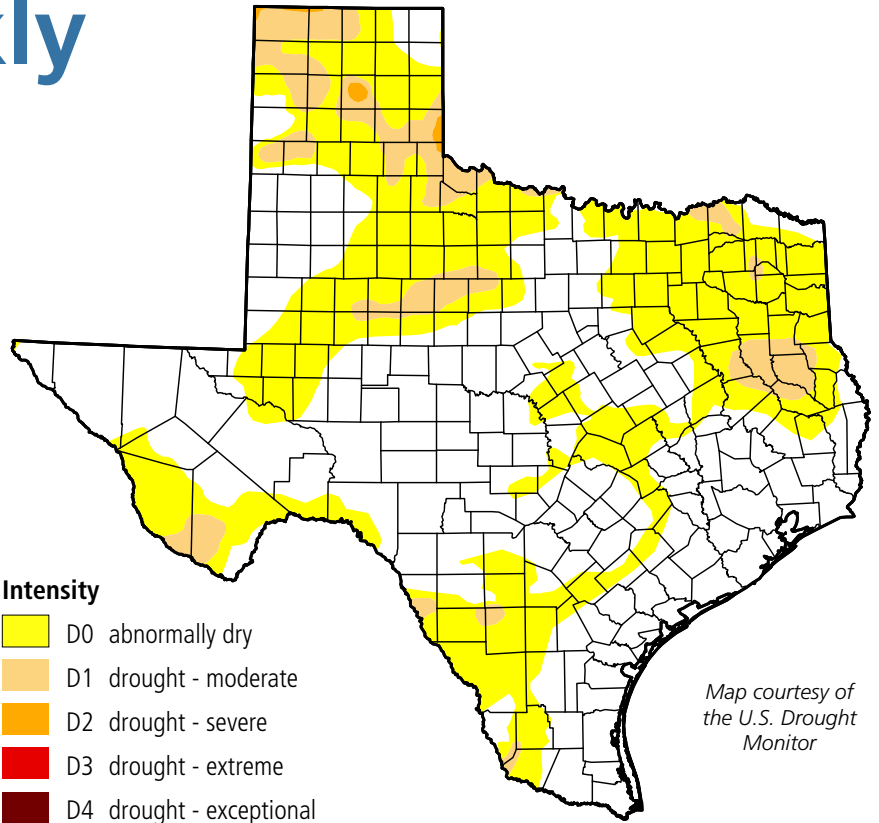 kly
Intensity
D0 abnormally dry
D1 drought - moderate
D2 drought - severe
D3 drought - extreme
D4 drought - exceptional
Map courtesy of
the U.S. Drought
Monitor